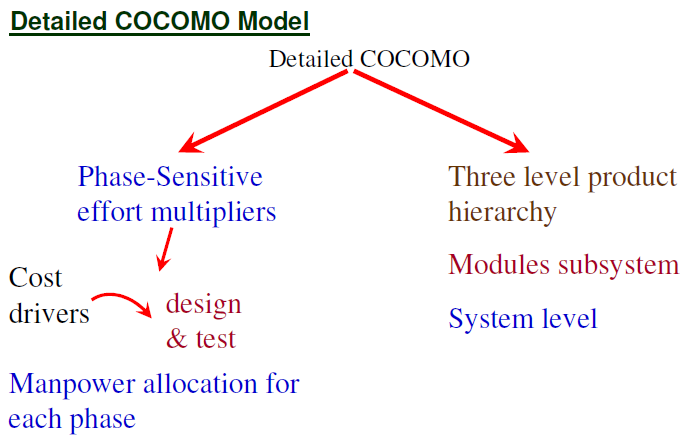 Detailed COCOMO Model
Detailed COCOMO
Phase-Sensitive
effort multipliers
Cost
drivers
design
& test
Manpower allocation for
each phase
Three level product
hierarchy
Modules subsystem
System level